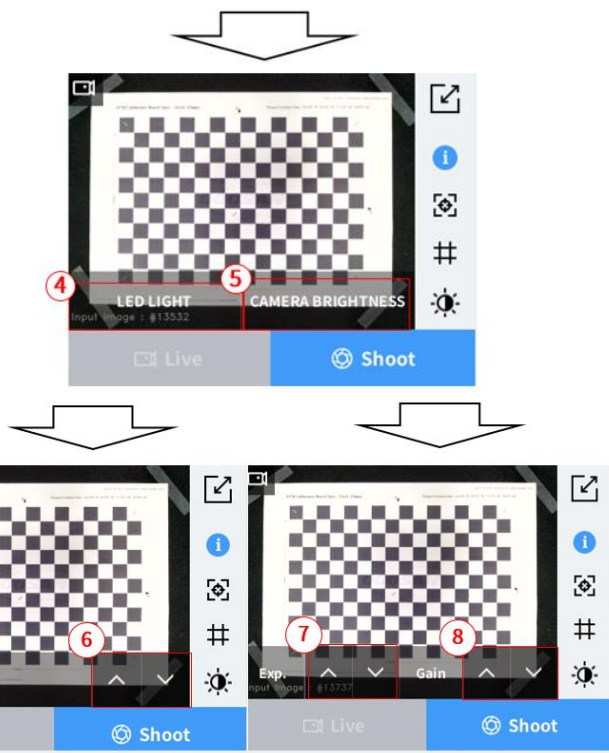 4
5
LED LIGHT
CAMERA BRIGHTNESS
Input image : #13532
Live
Shoot
6
Shoot
7
8
Exp.
Gain
nput image : #13737
Live
Shoot